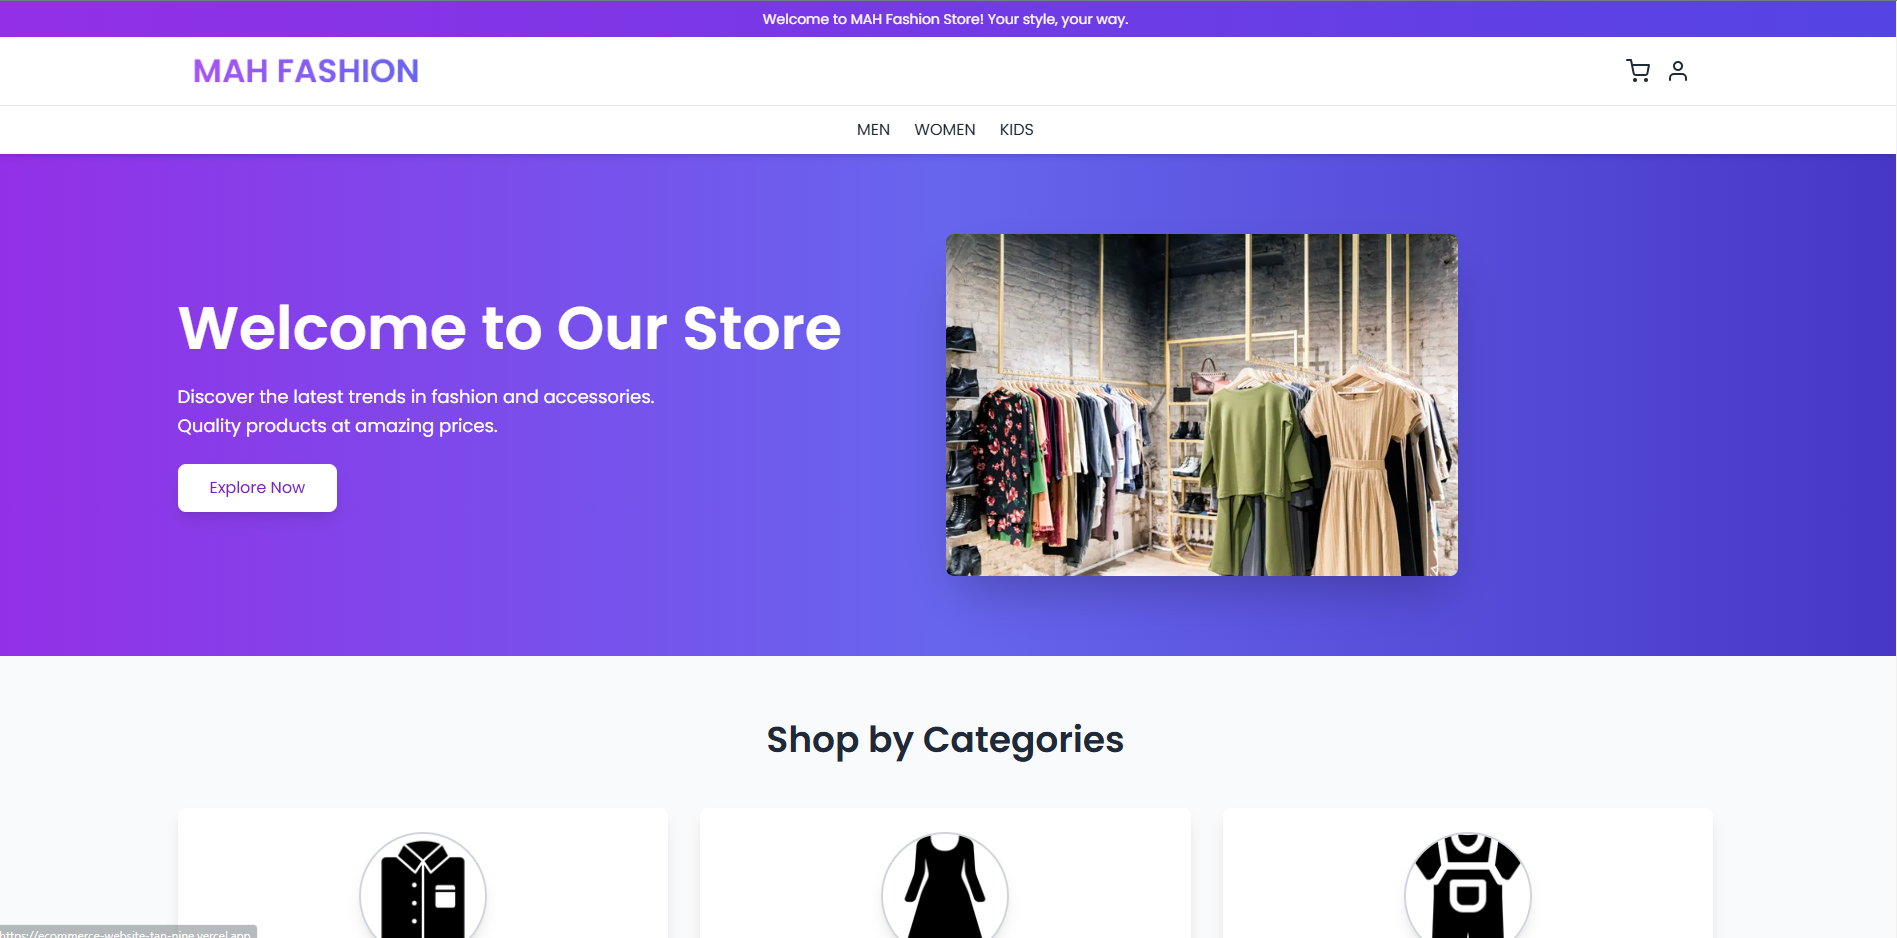 Welcome to MAH Fashion Store! Your style, your way.
MAH FASHION
MEN WOMEN KIDS
Welcome to Our Store
Discover the latest trends in fashion and accessories.
Quality products at amazing prices.
Explore Now
Shop by Categories
https://ecommerce-website-tan-nine.vercel.app